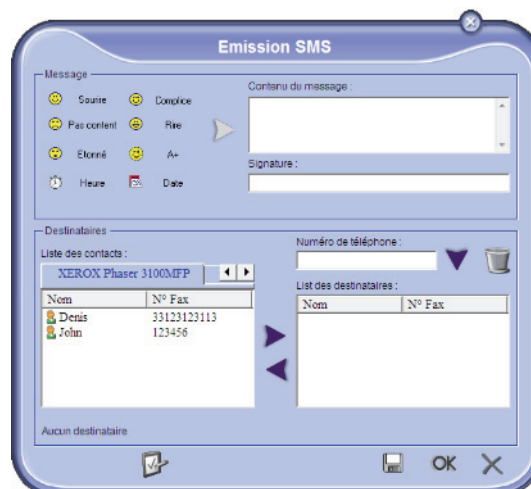 Emission SMS
Message
Sourire
Complice
Pas content
Rire
Etonné
A+
Heure
Date
Contenu du message :
Signature :
Destinataires
Liste des contacts :
XEROX Phaser 3100MFP
Nom N° Fax
Denis 33123123113
John 123456
Numéro de téléphone :
List des destinataires :
Nom N° Fax
Aucun destinataire
OK